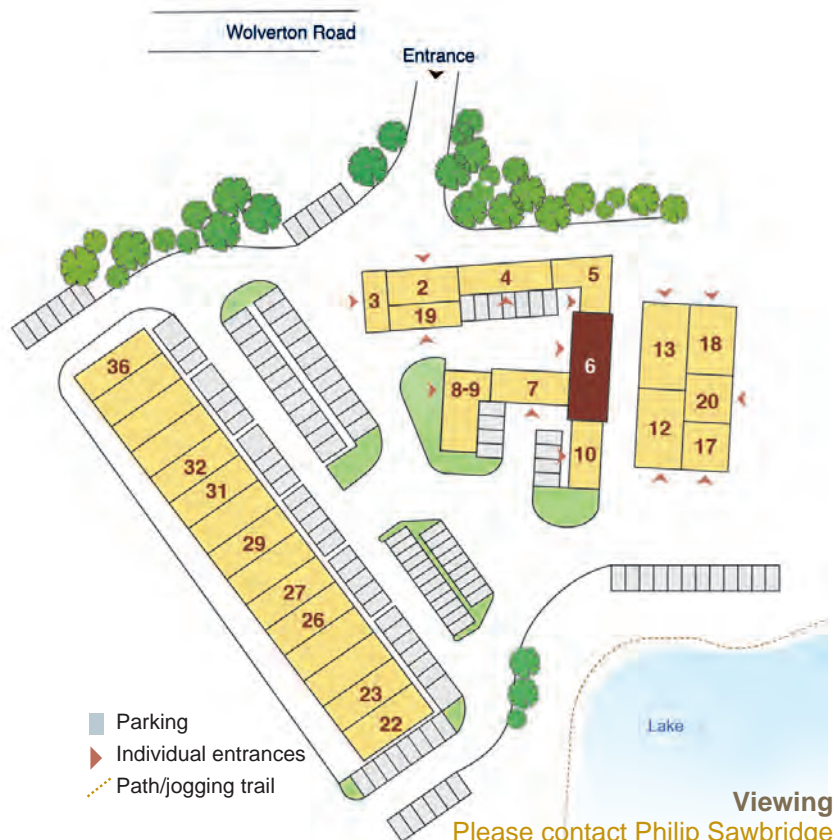 Wolverton Road
Entrance
5
4
2
3
19
6
13
18
36
8-9
7
20
12
17
10
32
31
29
27
26
23
22
Parking
Individual entrances
Path/jogging trail
Lake
Viewing
Please contact Philip Sawbridge